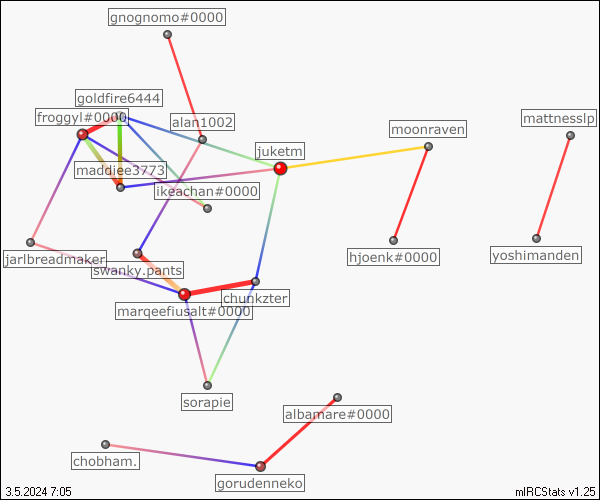 gnognomo#0000
goldfire6444
froggyl#0000
alan1002
mattnesslp
moonraven
juketm
maddiee3773
ikeachan#0000
jarlbreadmaker
swanky.pants
hjoenk#0000
yoshimanden
chunkzter
marqeefiusalt#0000
sorapie
albamare#0000
chobham.
gorudenneko
3.5.2024 7:05
mIRCStats v1.25